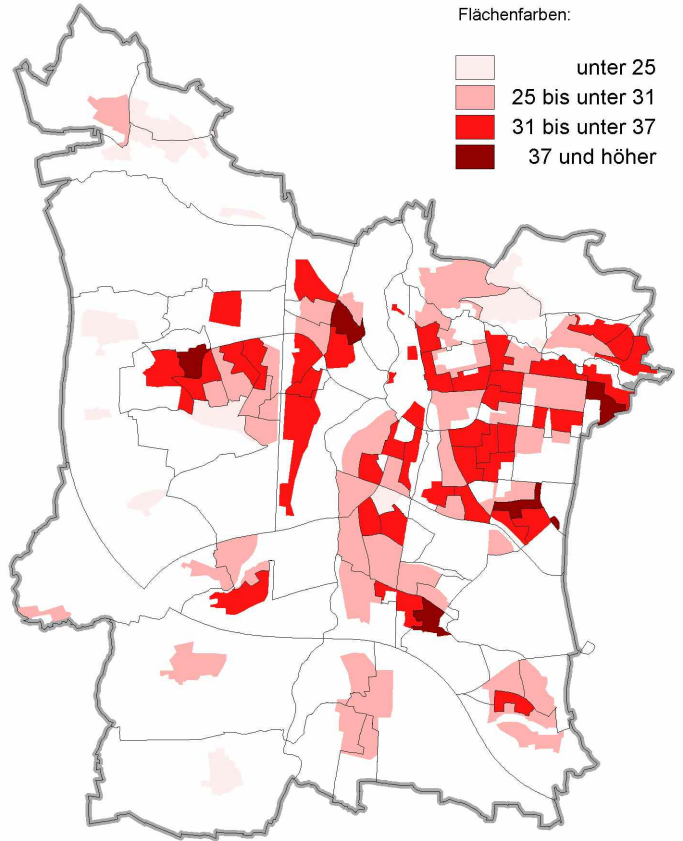 Flächenfarben:
unter 25
25 bis unter 31
31 bis unter 37
37 und höher